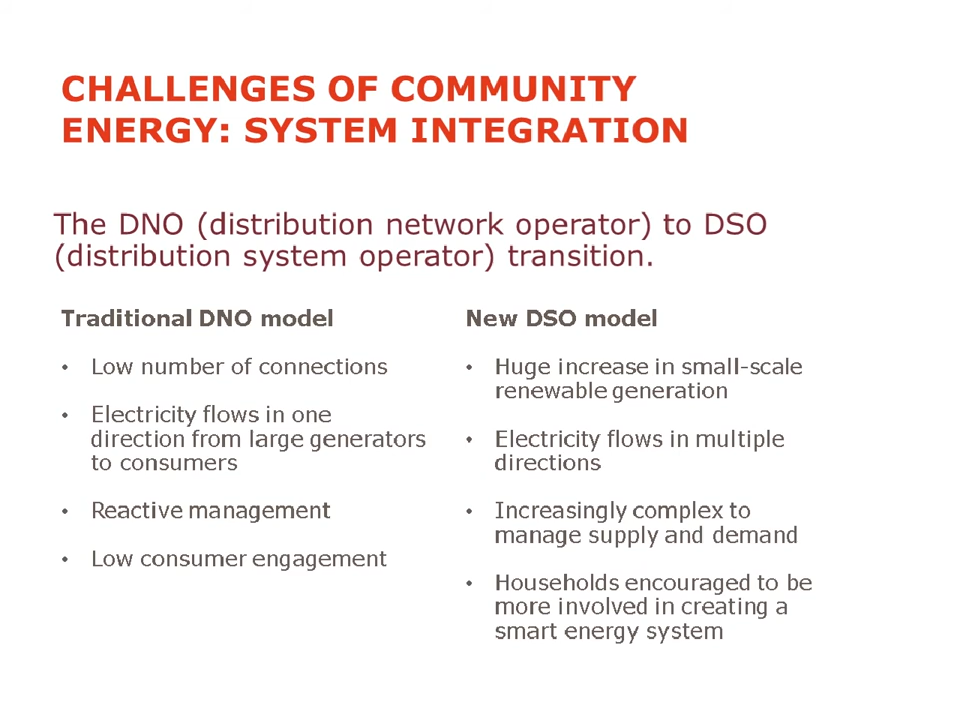 CHALLENGES OF COMMUNITY
ENERGY: SYSTEM INTEGRATION
The DNO (distribution network operator) to DSO
(distribution system operator) transition.
Traditional DNO model
• Low number of connections
• Electricity flows in one
direction from large generators
to consumers
• Reactive management
• Low consumer engagement
New DSO model
• Huge increase in small-scale
renewable generation
• Electricity flows in multiple
directions
• Increasingly complex to
manage supply and demand
• Households encouraged to be
more involved in creating a
smart energy system